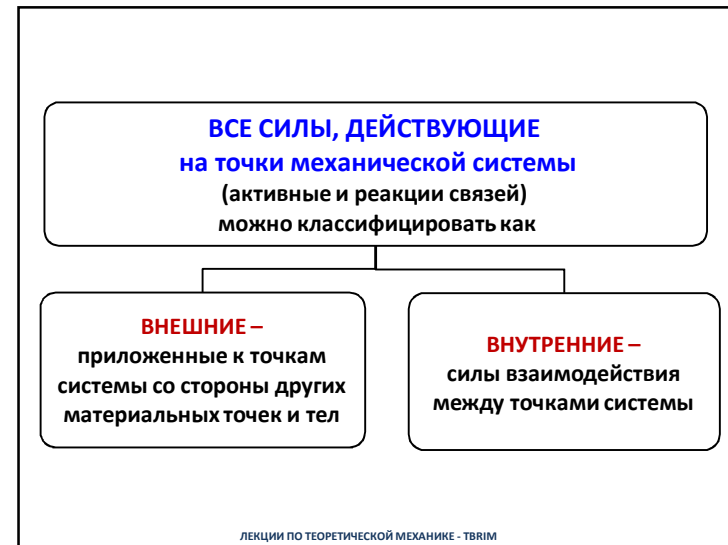 ВСЕ СИЛЫ, ДЕЙСТВУЮЩИЕ
на точки механической системы
(активные и реакции связей)
можно классифицировать как
ВНЕШНИЕ –
приложенные к точкам
системы со стороны других
материальных точек и тел
ВНУТРЕННИЕ –
силы взаимодействия
между точками системы
ЛЕКЦИИ ПО ТЕОРЕТИЧЕСКОЙ МЕХАНИКЕ - TBRIM